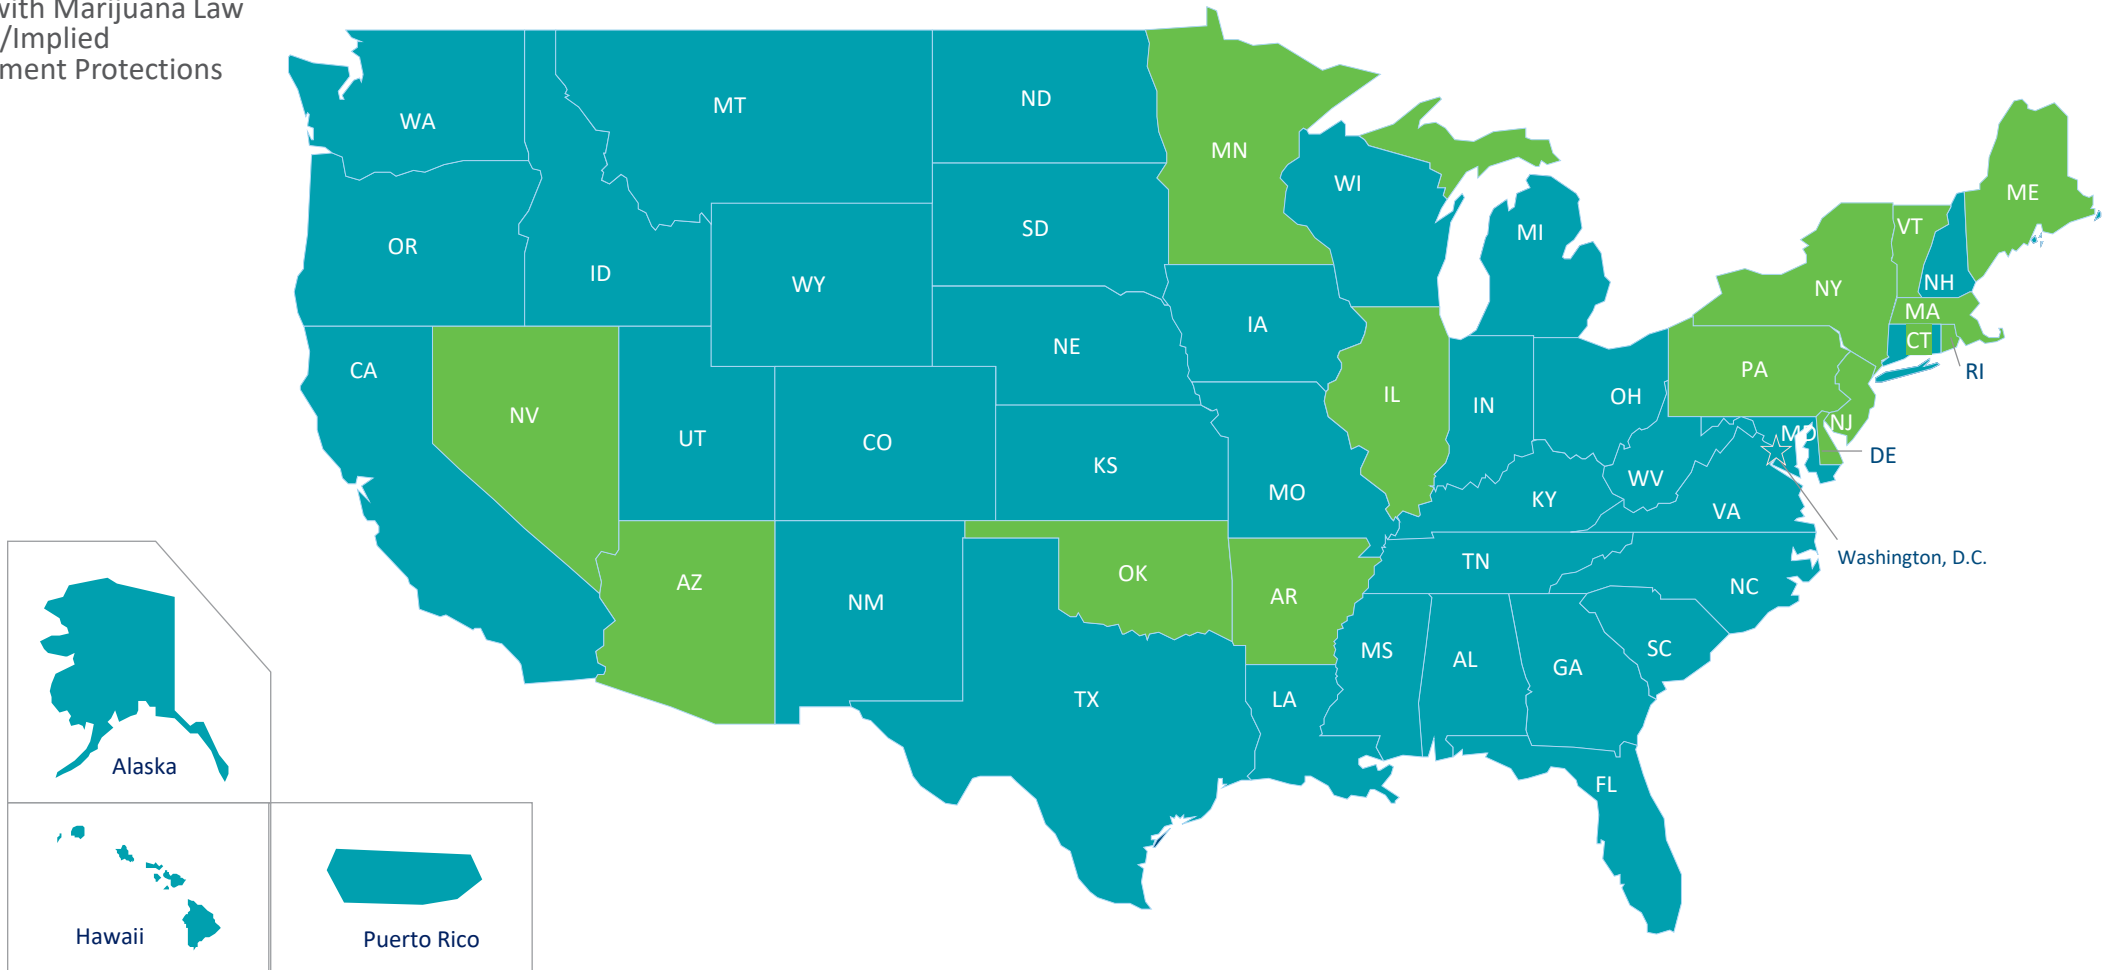 with Marijuana Law
/Implied
ment Protections
WA
MT
ND
MN
WI
MI
ME
VT
NH
NY
MA
CT
RI
OR
ID
WY
SD
IA
NE
PA
NJ
MD
DE
CA
NV
UT
CO
KS
MO
IL
IN
OH
WV
KY
VA
Washington, D.C.
AZ
NM
OK
AR
TN
NC
SC
MS
AL
GA
TX
LA
FL
Alaska
Hawaii
Puerto Rico